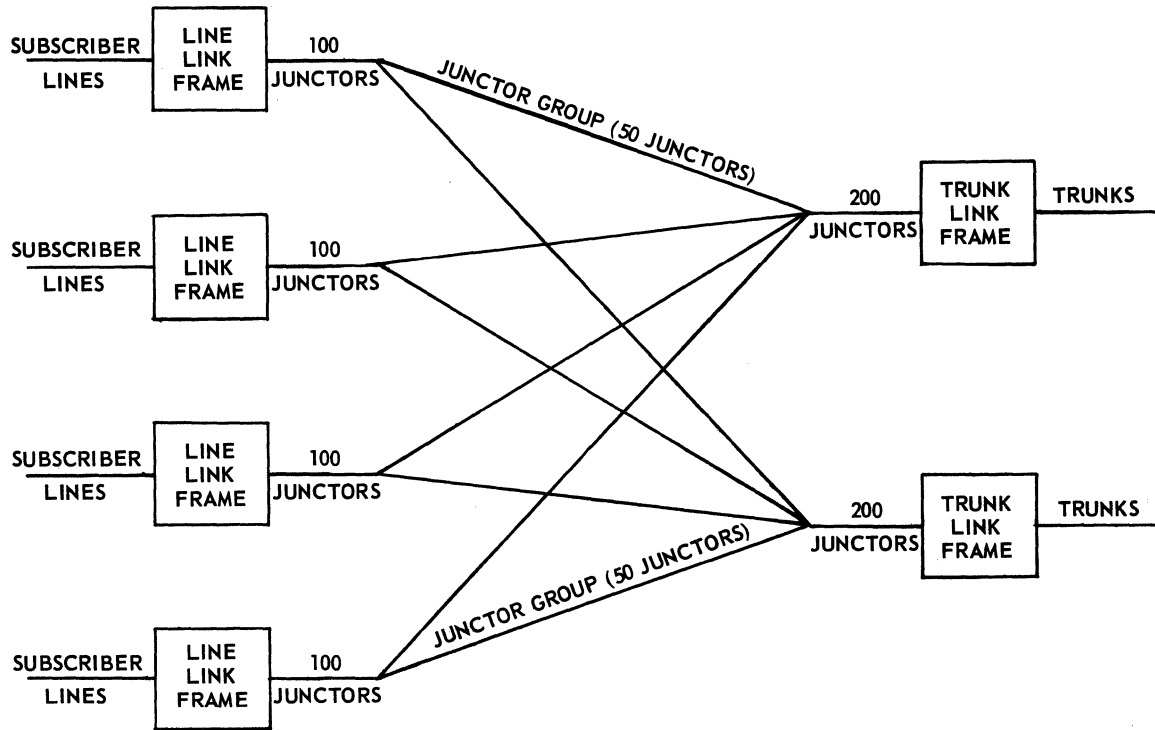 SUBSCRIBER
LINES
LINE
LINK
FRAME
100
JUNCTORS
JUNCTOR GROUP (50 JUNCTORS)
SUBSCRIBER
LINES
LINE
LINK
FRAME
100
JUNCTORS
200
JUNCTORS
TRUNK
LINK
FRAME
TRUNKS
SUBSCRIBER
LINES
LINE
LINK
FRAME
100
JUNCTORS
200
JUNCTORS
TRUNK
LINK
FRAME
TRUNKS
JUNCTOR GROUP (50 JUNCTORS)
SUBSCRIBER
LINES
LINE
LINK
FRAME
100
JUNCTORS